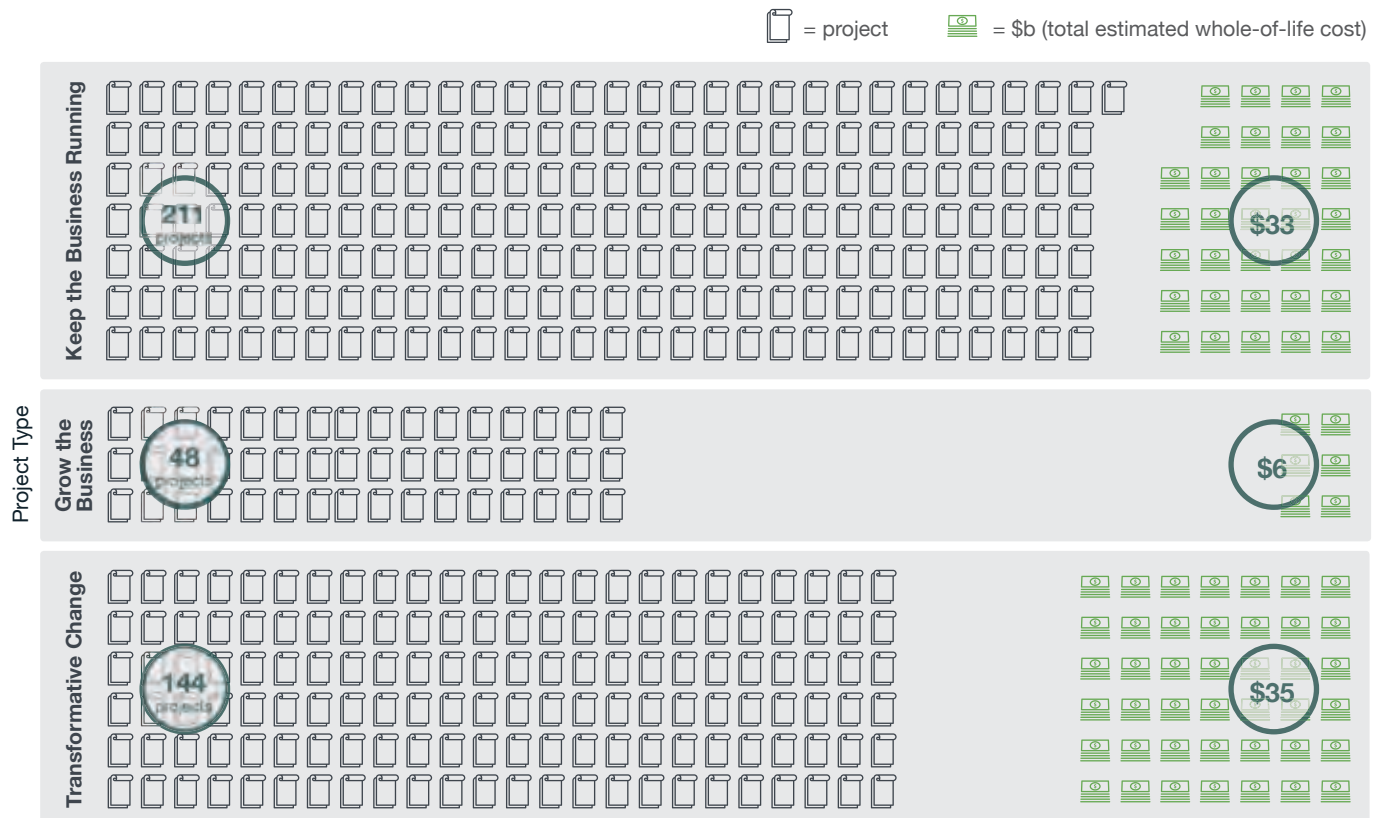 = project
= $b (total estimated whole-of-life cost)
Project Type
Keep the Business Running
211
projects
$33
Grow the
Business
48
projects
$6
Transformative Change
144
projects
$35